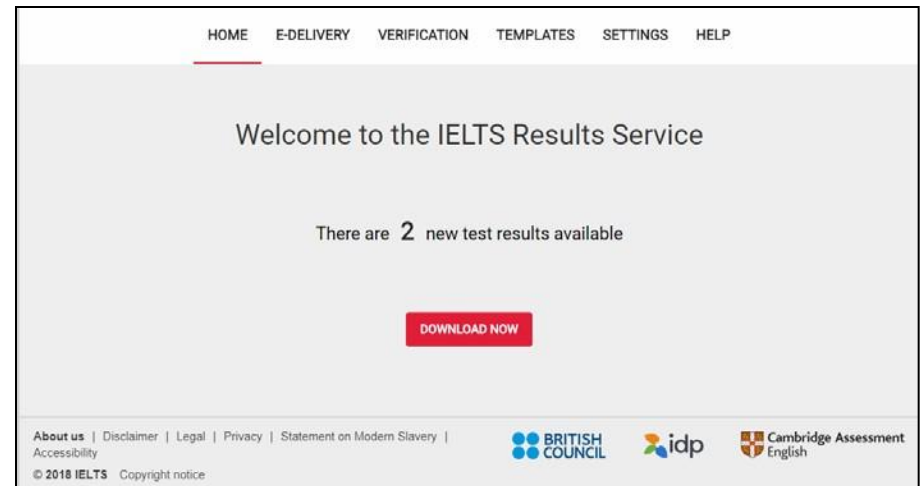 HOME E-DELIVERY VERIFICATION TEMPLATES SETTINGS HELP
Welcome to the IELTS Results Service
There are 2 new test results available
DOWNLOAD NOW
About us | Disclaimer | Legal | Privacy | Statement on Modern Slavery |
Accessibility
© 2018 IELTS Copyright notice
BRITISH
COUNCIL
idp
Cambridge Assessment
English